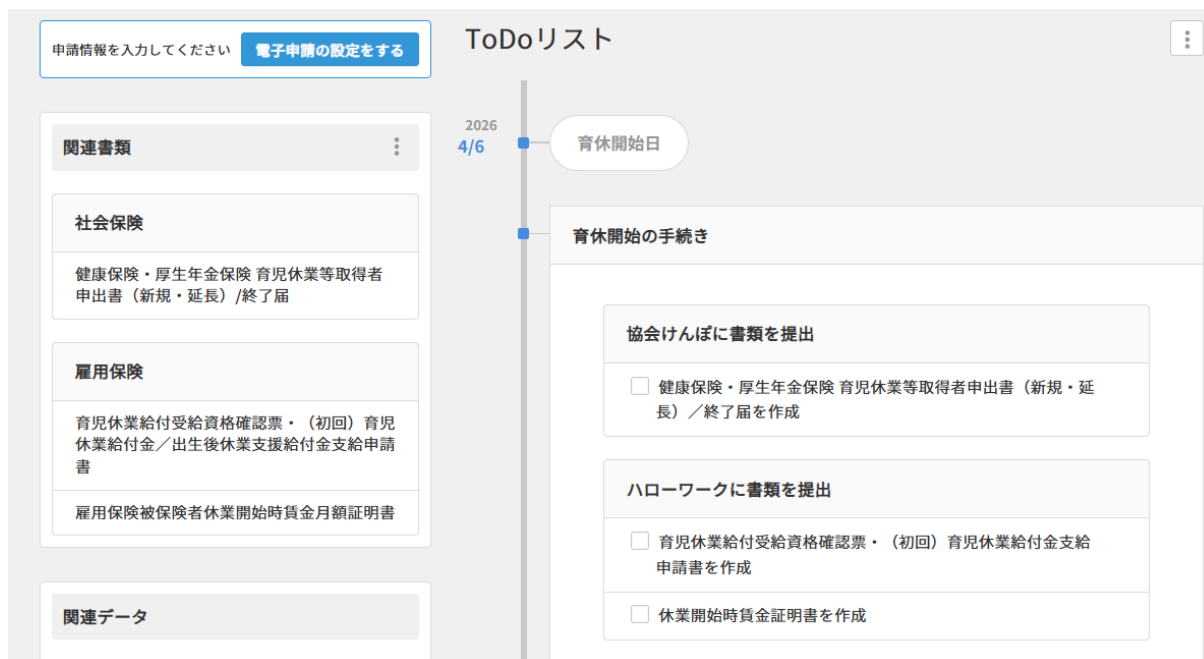 申請情報を入力してください
電子申請の設定をする
関連書類
社会保険
健康保険・厚生年金保険 育児休業等取得者
申出書（新規・延長）/終了届
雇用保険
育児休業給付受給資格確認票・（初回）育児
休業給付金／出生後休業支援給付金支給申請
書
雇用保険被保険者休業開始時賃金月額証明書
関連データ
ToDoリスト
2026
4/6
育休開始日
育休開始の手続き
協会けんぽに書類を提出
健康保険・厚生年金保険 育児休業等取得者申出書（新規・延
長）／終了届を作成
ハローワークに書類を提出
育児休業給付受給資格確認票・（初回）育児休業給付金支給
申請書を作成
休業開始時賃金証明書を作成